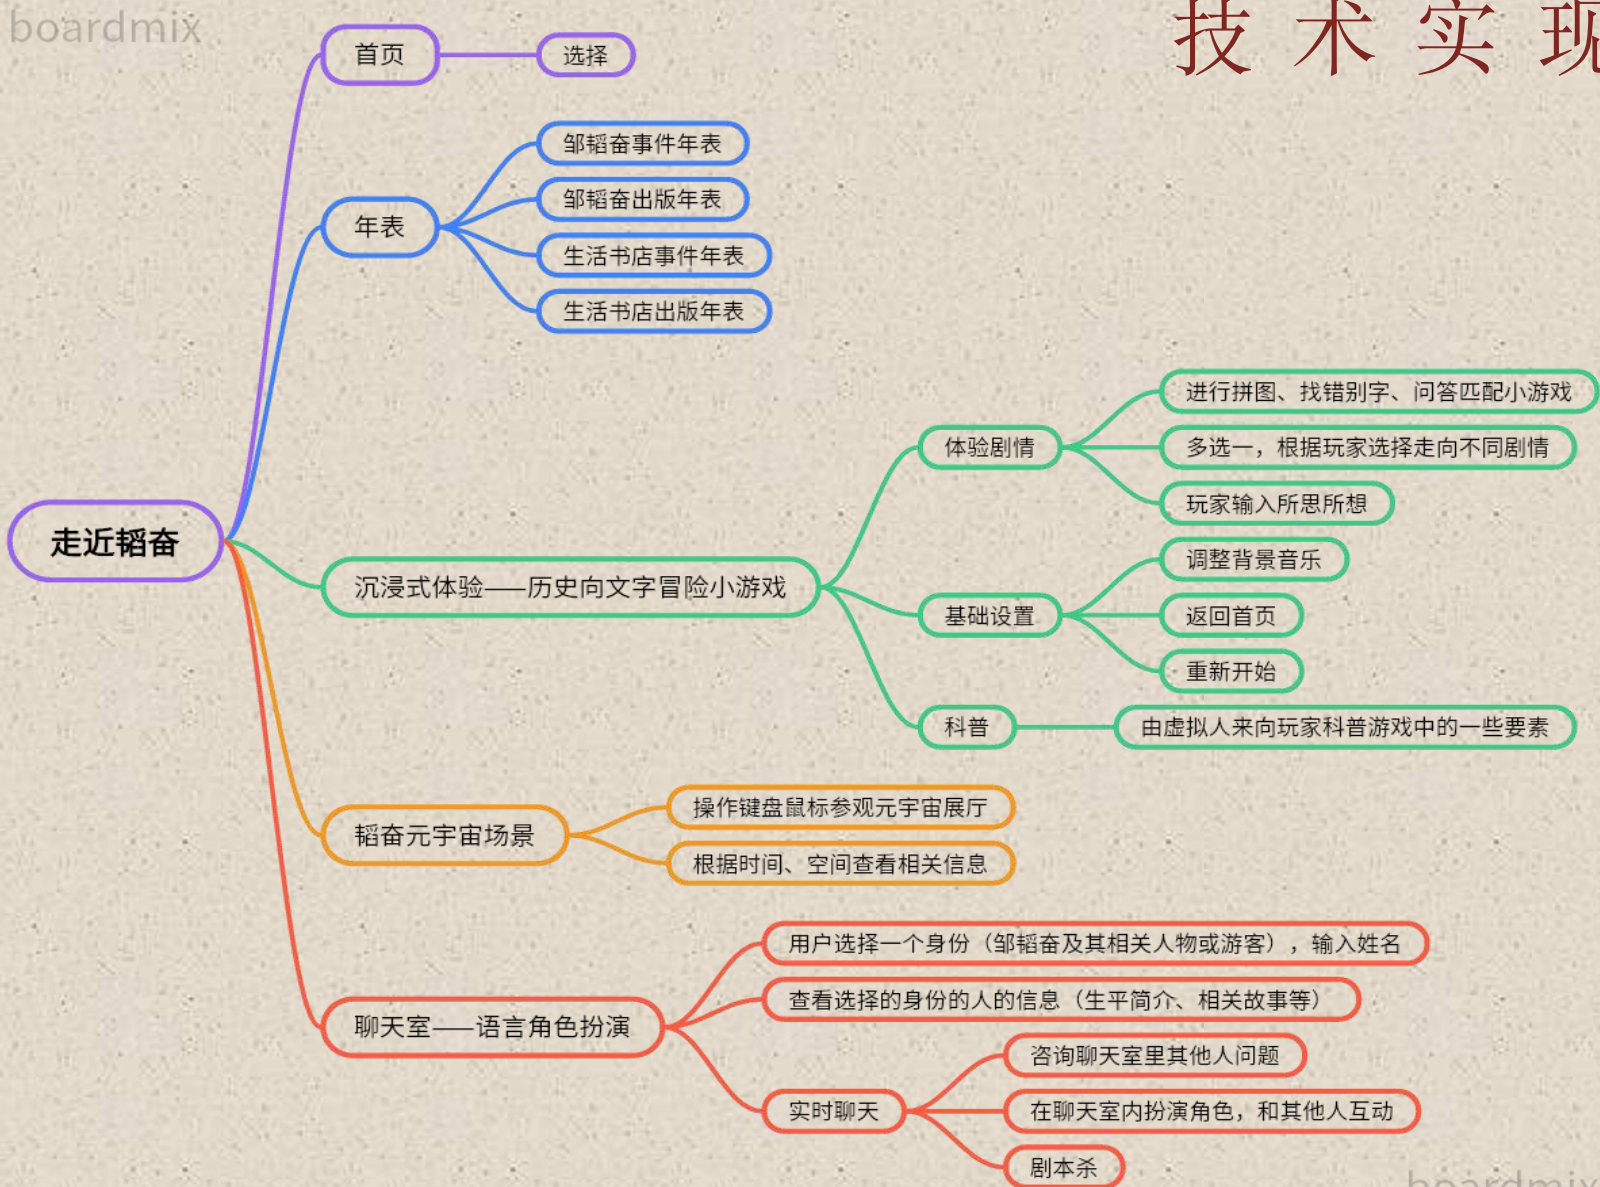 boardmix
技术实现
首页
选择
年表
邹韬奋事件年表
邹韬奋出版年表
生活书店事件年表
生活书店出版年表
走近韬奋
沉浸式体验——历史向文字冒险小游戏
体验剧情
进行拼图、找错别字、问答匹配小游戏
多选一，根据玩家选择走向不同剧情
玩家输入所思所想
基础设置
调整背景音乐
返回首页
重新开始
科普
由虚拟人来向玩家科普游戏中的一些要素
韬奋元宇宙场景
操作键盘鼠标参观元宇宙展厅
根据时间、空间查看相关信息
聊天室——语言角色扮演
用户选择一个身份（邹韬奋及其相关人物或游客），输入姓名
查看选择的身份的人的信息（生平简介、相关故事等）
实时聊天
咨询聊天室里其他人问题
在聊天室内扮演角色，和其他人互动
剧本杀
boardmix